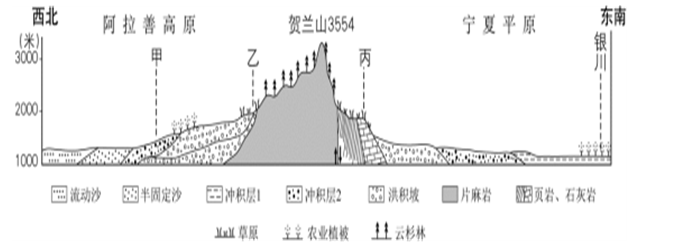 西北 东南
阿拉善高原 贺兰山3554 宁夏平原
(米)
3000
2000
1000
甲 乙 丙 银川
流动沙 半固定沙 冲积层1 冲积层2 洪积坡 片麻岩 页岩、石灰岩
草原 农业植被 云杉林